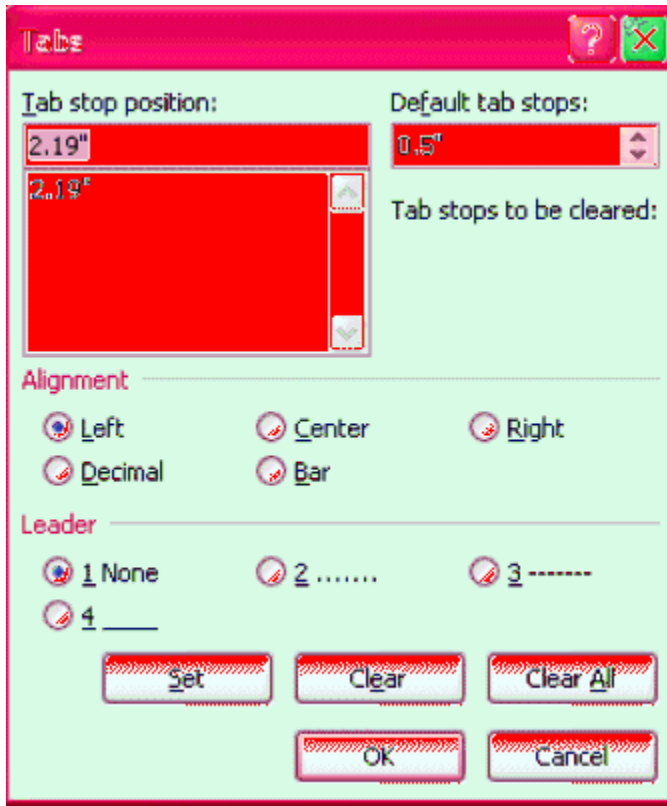 Tabs
Tab stop position:
Default tab stops:
2.19"
0.5"
2.19"
Tab stops to be cleared:
Alignment
Left Center Right
Decimal Bar
Leader
1 None 2 ....... 3 -------
4 ____
Set Clear Clear All
OK Cancel